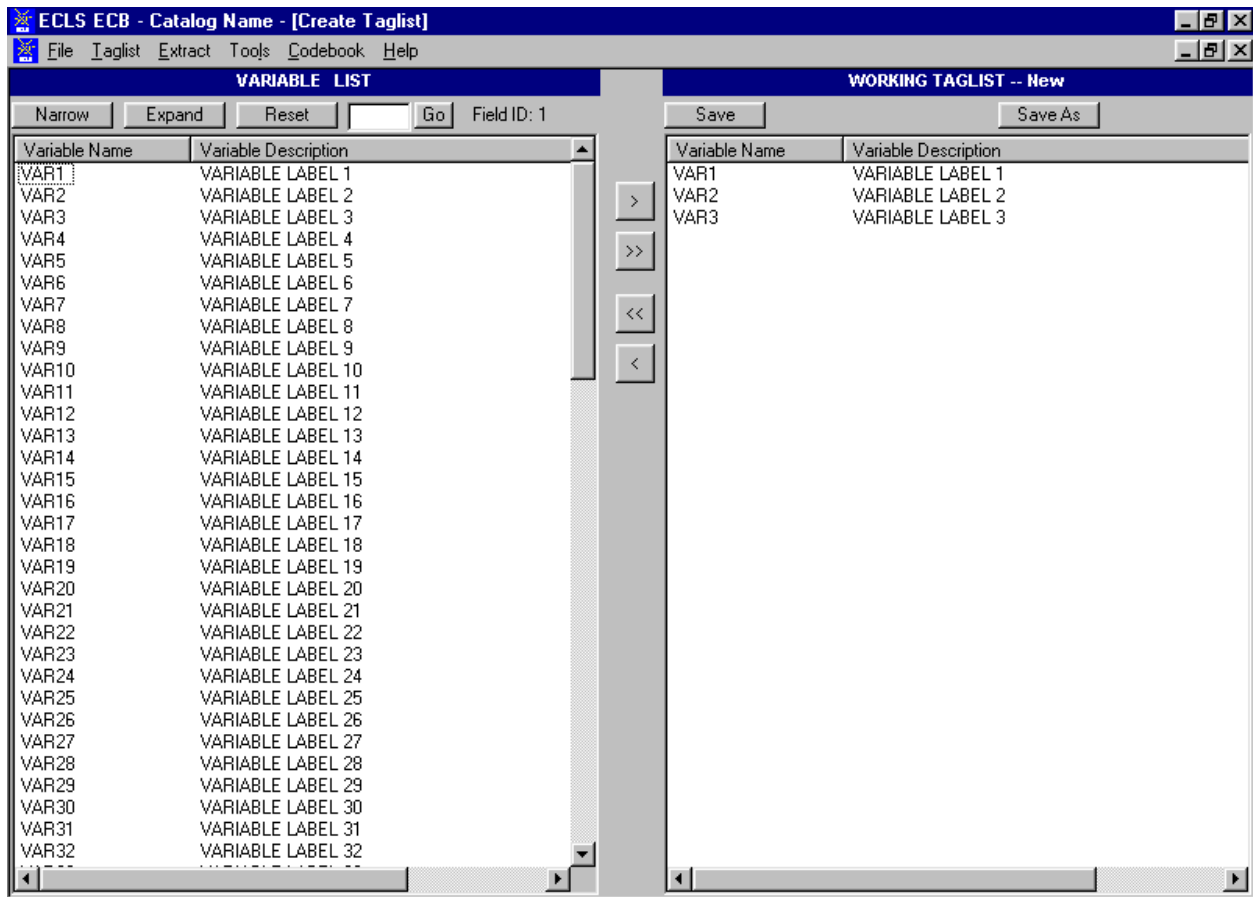 ECLS ECB - Catalog Name - [Create Taglist]
File Taglist Extract Tools Codebook Help
VARIABLE LIST
Narrow Expand Reset Go Field ID: 1
Variable Name Variable Description
VAR1 VARIABLE LABEL 1
VAR2 VARIABLE LABEL 2
VAR3 VARIABLE LABEL 3
VAR4 VARIABLE LABEL 4
VAR5 VARIABLE LABEL 5
VAR6 VARIABLE LABEL 6
VAR7 VARIABLE LABEL 7
VAR8 VARIABLE LABEL 8
VAR9 VARIABLE LABEL 9
VAR10 VARIABLE LABEL 10
VAR11 VARIABLE LABEL 11
VAR12 VARIABLE LABEL 12
VAR13 VARIABLE LABEL 13
VAR14 VARIABLE LABEL 14
VAR15 VARIABLE LABEL 15
VAR16 VARIABLE LABEL 16
VAR17 VARIABLE LABEL 17
VAR18 VARIABLE LABEL 18
VAR19 VARIABLE LABEL 19
VAR20 VARIABLE LABEL 20
VAR21 VARIABLE LABEL 21
VAR22 VARIABLE LABEL 22
VAR23 VARIABLE LABEL 23
VAR24 VARIABLE LABEL 24
VAR25 VARIABLE LABEL 25
VAR26 VARIABLE LABEL 26
VAR27 VARIABLE LABEL 27
VAR28 VARIABLE LABEL 28
VAR29 VARIABLE LABEL 29
VAR30 VARIABLE LABEL 30
VAR31 VARIABLE LABEL 31
VAR32 VARIABLE LABEL 32
>
>>
<<
<
WORKING TAGLIST -- New
Save Save As
Variable Name Variable Description
VAR1 VARIABLE LABEL 1
VAR2 VARIABLE LABEL 2
VAR3 VARIABLE LABEL 3